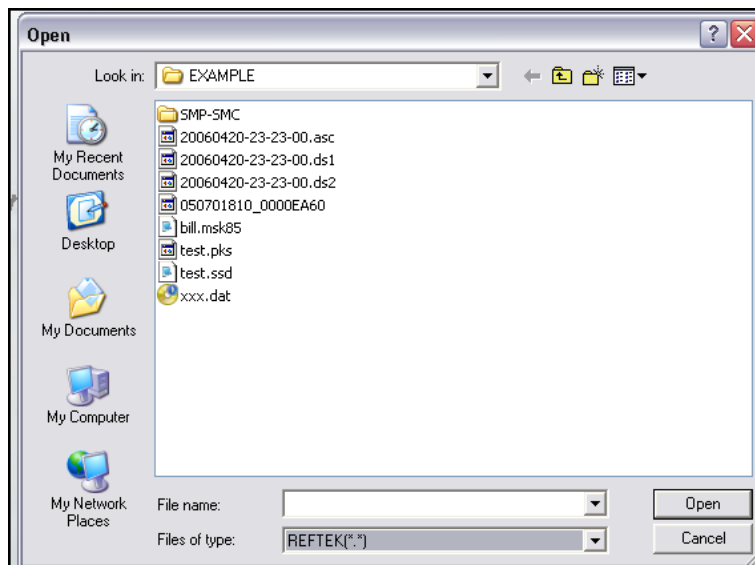 Open
Look in: EXAMPLE
My Recent
Documents
Desktop
My Documents
My Computer
My Network
Places
SMP-SMC
20060420-23-23-00.asc
20060420-23-23-00.ds1
20060420-23-23-00.ds2
050701810_0000EA60
bill.msk85
test.pks
test.ssd
xxx.dat
File name:
Open
Files of type: REFTEK(*.*)
Cancel